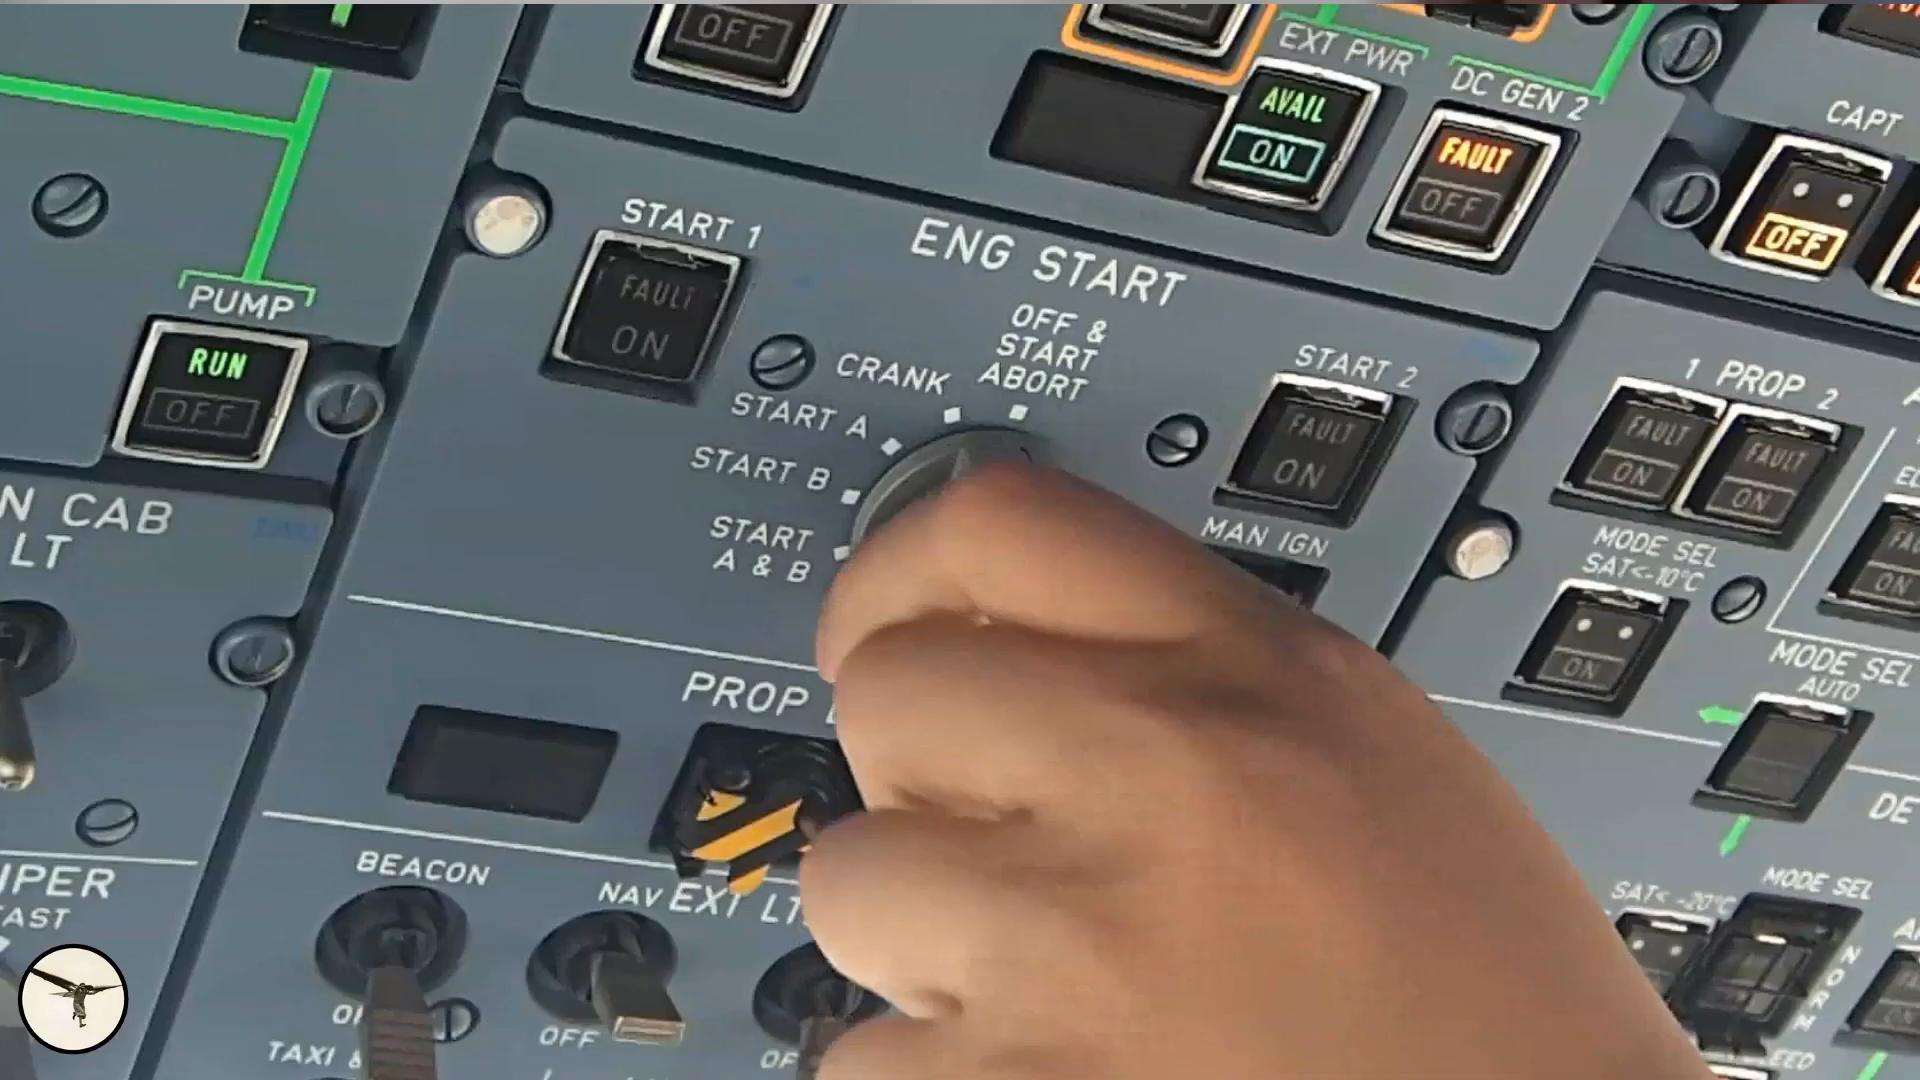 OFF
EXT PWR
AVAIL
ON
DC GEN 2
FAULT
OFF
CAPT
OFF
START 1
FAULT
ON
ENG START
OFF &
START
ABORT
CRANK
START A
START B
START
A & B
START 2
FAULT
ON
MAN IGN
PUMP
RUN
OFF
1 PROP 2
FAULT
ON
FAULT
ON
MODE SEL
SAT<-10°C
ON
ON
MODE SEL
AUTO
N CAB
LT
PROP
BEACON
NAV
EXT LT
OFF
TAXI &
MODE SEL
SAT< -20°C
NORM
ON